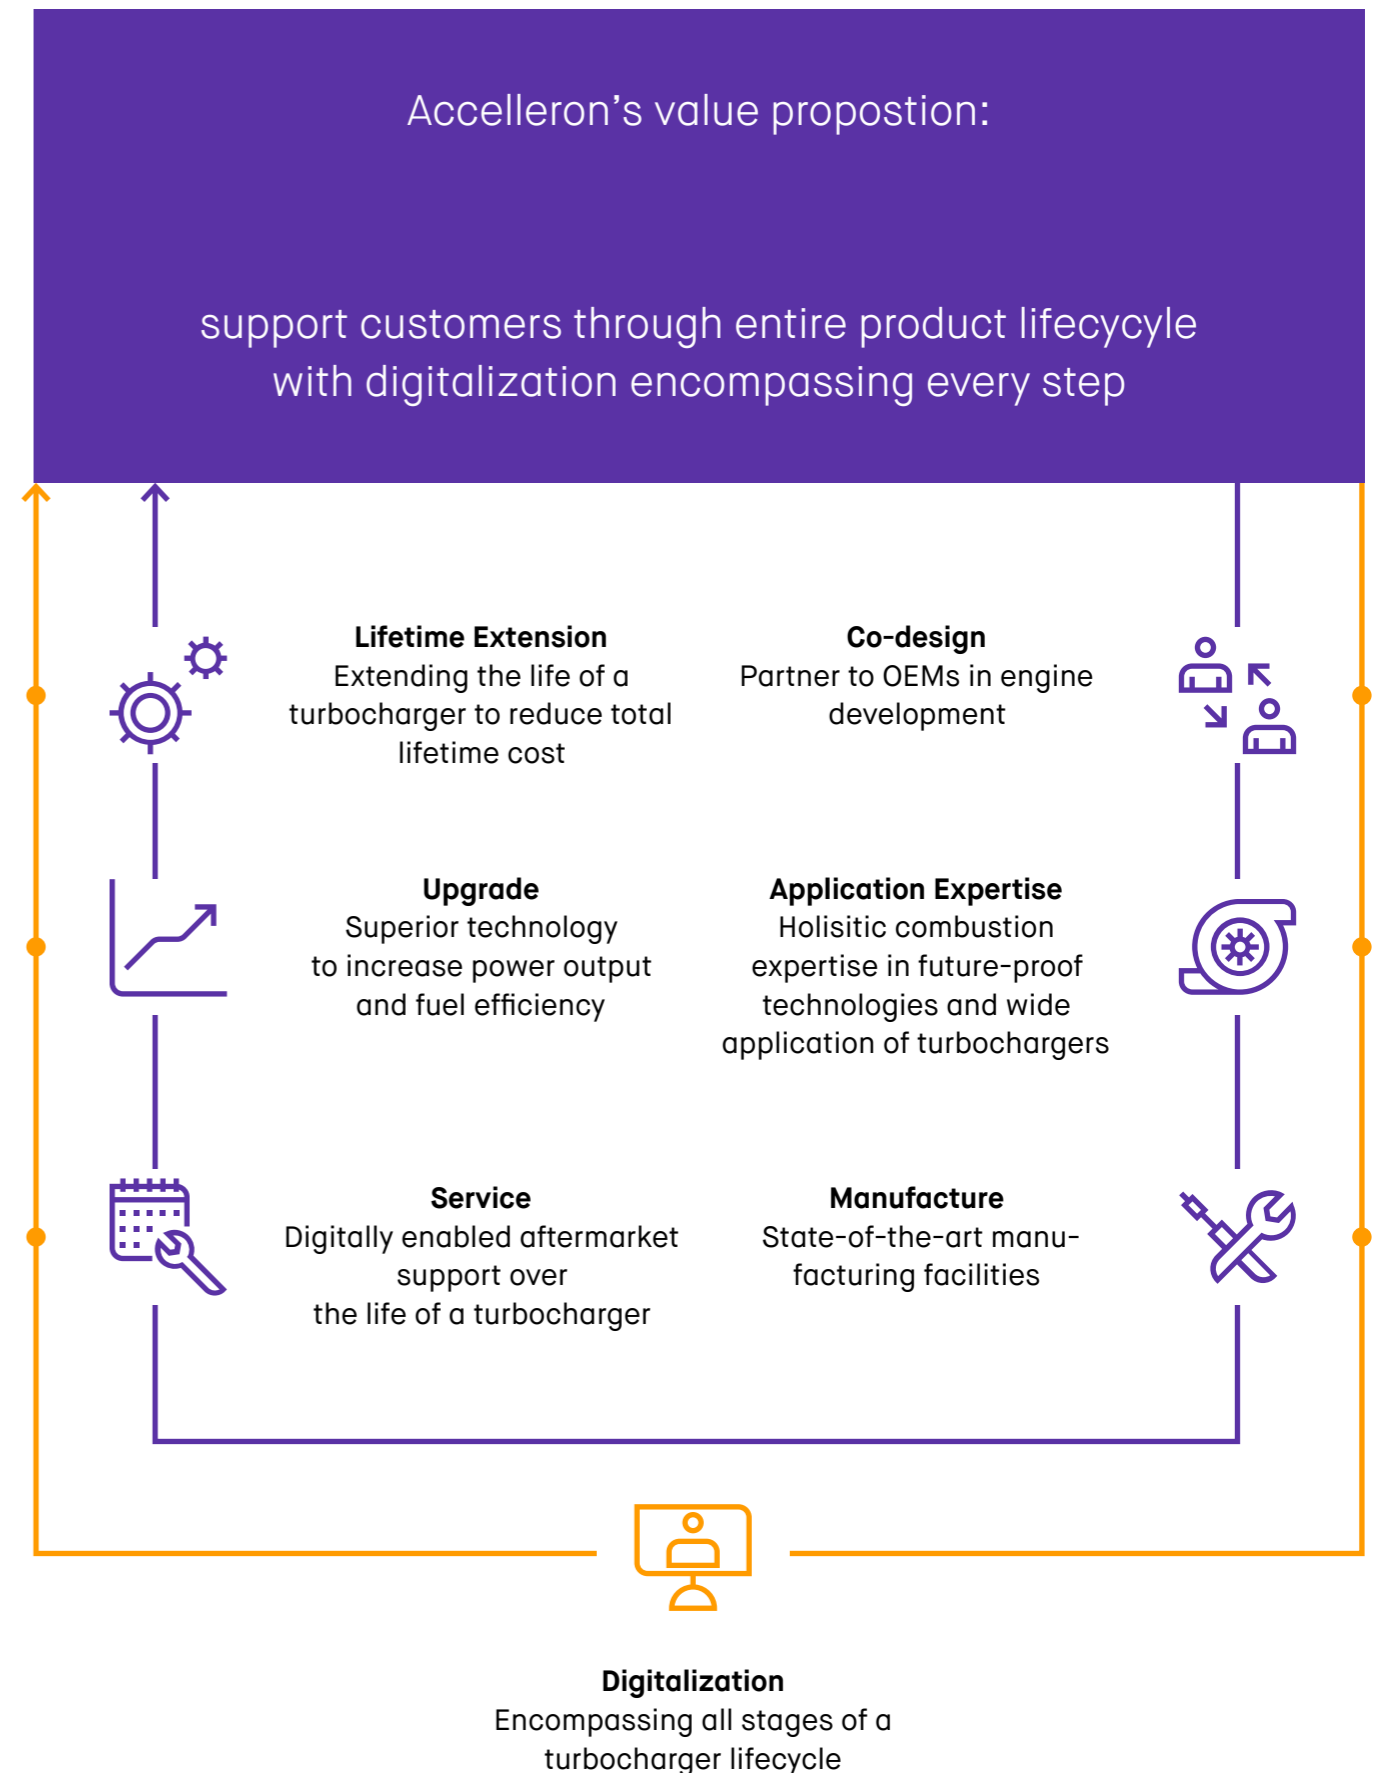 Accelleron’s value propostion:
support customers through entire product lifecycyle
with digitalization encompassing every step
Lifetime Extension
Extending the life of a
turbocharger to reduce total
lifetime cost
Co-design
Partner to OEMs in engine
development
Upgrade
Superior technology
to increase power output
and fuel efficiency
Application Expertise
Holisitic combustion
expertise in future-proof
technologies and wide
application of turbochargers
Service
Digitally enabled aftermarket
support over
the life of a turbocharger
Manufacture
State-of-the-art manu-
facturing facilities
Digitalization
Encompassing all stages of a
turbocharger lifecycle